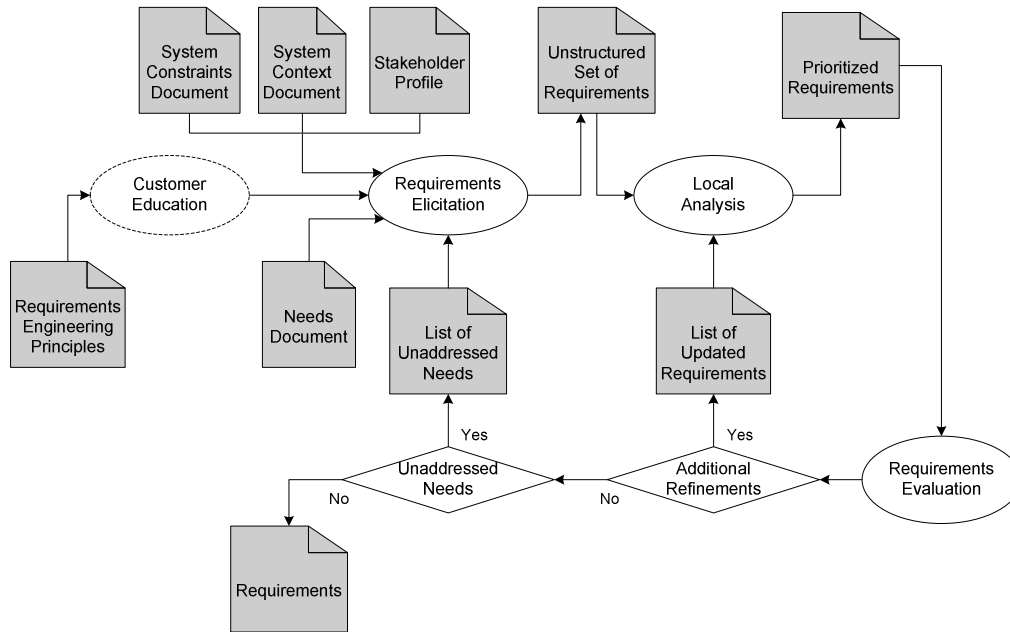 System
Constraints
Document
System
Context
Document
Stakeholder
Profile
Unstructured
Set of
Requirements
Prioritized
Requirements
Customer
Education
Requirements
Elicitation
Local
Analysis
Requirements
Engineering
Principles
Needs
Document
List of
Unaddressed
Needs
List of
Updated
Requirements
Yes
Yes
Unaddressed
Needs
Additional
Refinements
Requirements
Evaluation
No
No
Requirements